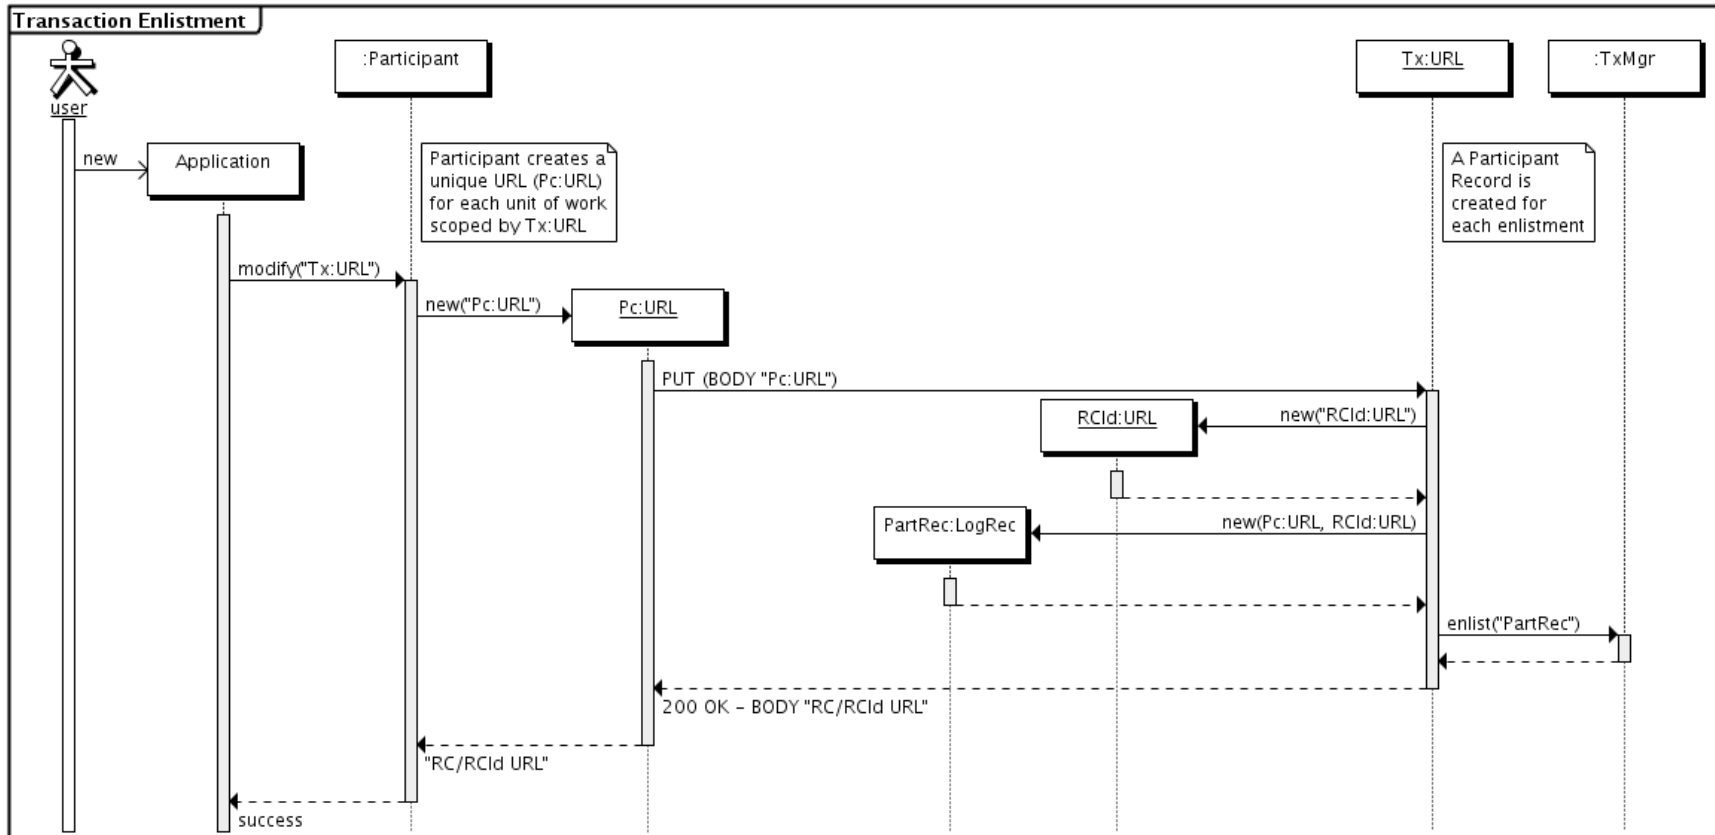 Transaction Enlistment
user
:Participant
Tx:URL
:TxMgr
new
Application
Participant creates a
unique URL (Pc:URL)
for each unit of work
scoped by Tx:URL
A Participant
Record is
created for
each enlistment
modify("Tx:URL")
new("Pc:URL")
Pc:URL
PUT (BODY "Pc:URL")
RCId:URL
new("RCId:URL")
PartRec:LogRec
new(Pc:URL, RCId:URL)
enlist("PartRec")
200 OK – BODY "RC/RCId URL"
"RC/RCId URL"
success